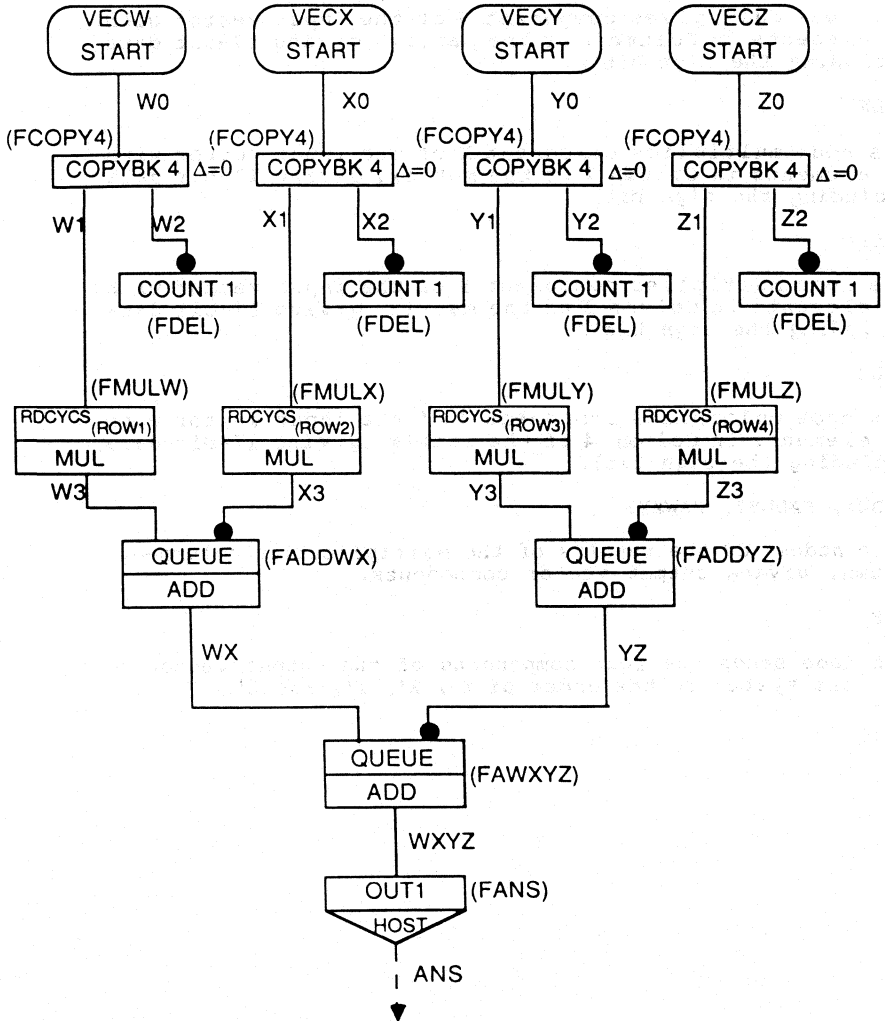 VECW VECX VECY VECZ
START START START START
W0 X0 Y0 Z0
(FCOPY4) (FCOPY4) (FCOPY4) (FCOPY4)
COPYBK 4 Δ=0 COPYBK 4 Δ=0 COPYBK 4 Δ=0 COPYBK 4 Δ=0
W1 W2 X1 X2 Y1 Y2 Z1 Z2
COUNT 1 COUNT 1 COUNT 1 COUNT 1
(FDEL) (FDEL) (FDEL) (FDEL)
(FMULW) (FMULX) (FMULY) (FMULZ)
RDCYCS (ROW1) RDCYCS (ROW2) RDCYCS (ROW3) RDCYCS (ROW4)
MUL MUL MUL MUL
W3 X3 Y3 Z3
QUEUE (FADDWX) QUEUE (FADDYZ)
ADD ADD
WX YZ
QUEUE
(FAWXYZ)
ADD
WXYZ
OUT1 (FANS)
HOST
ANS